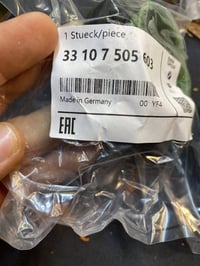 1 Stueck/piece
33 10 7 505 603
Made in Germany 00 YF4
EAC